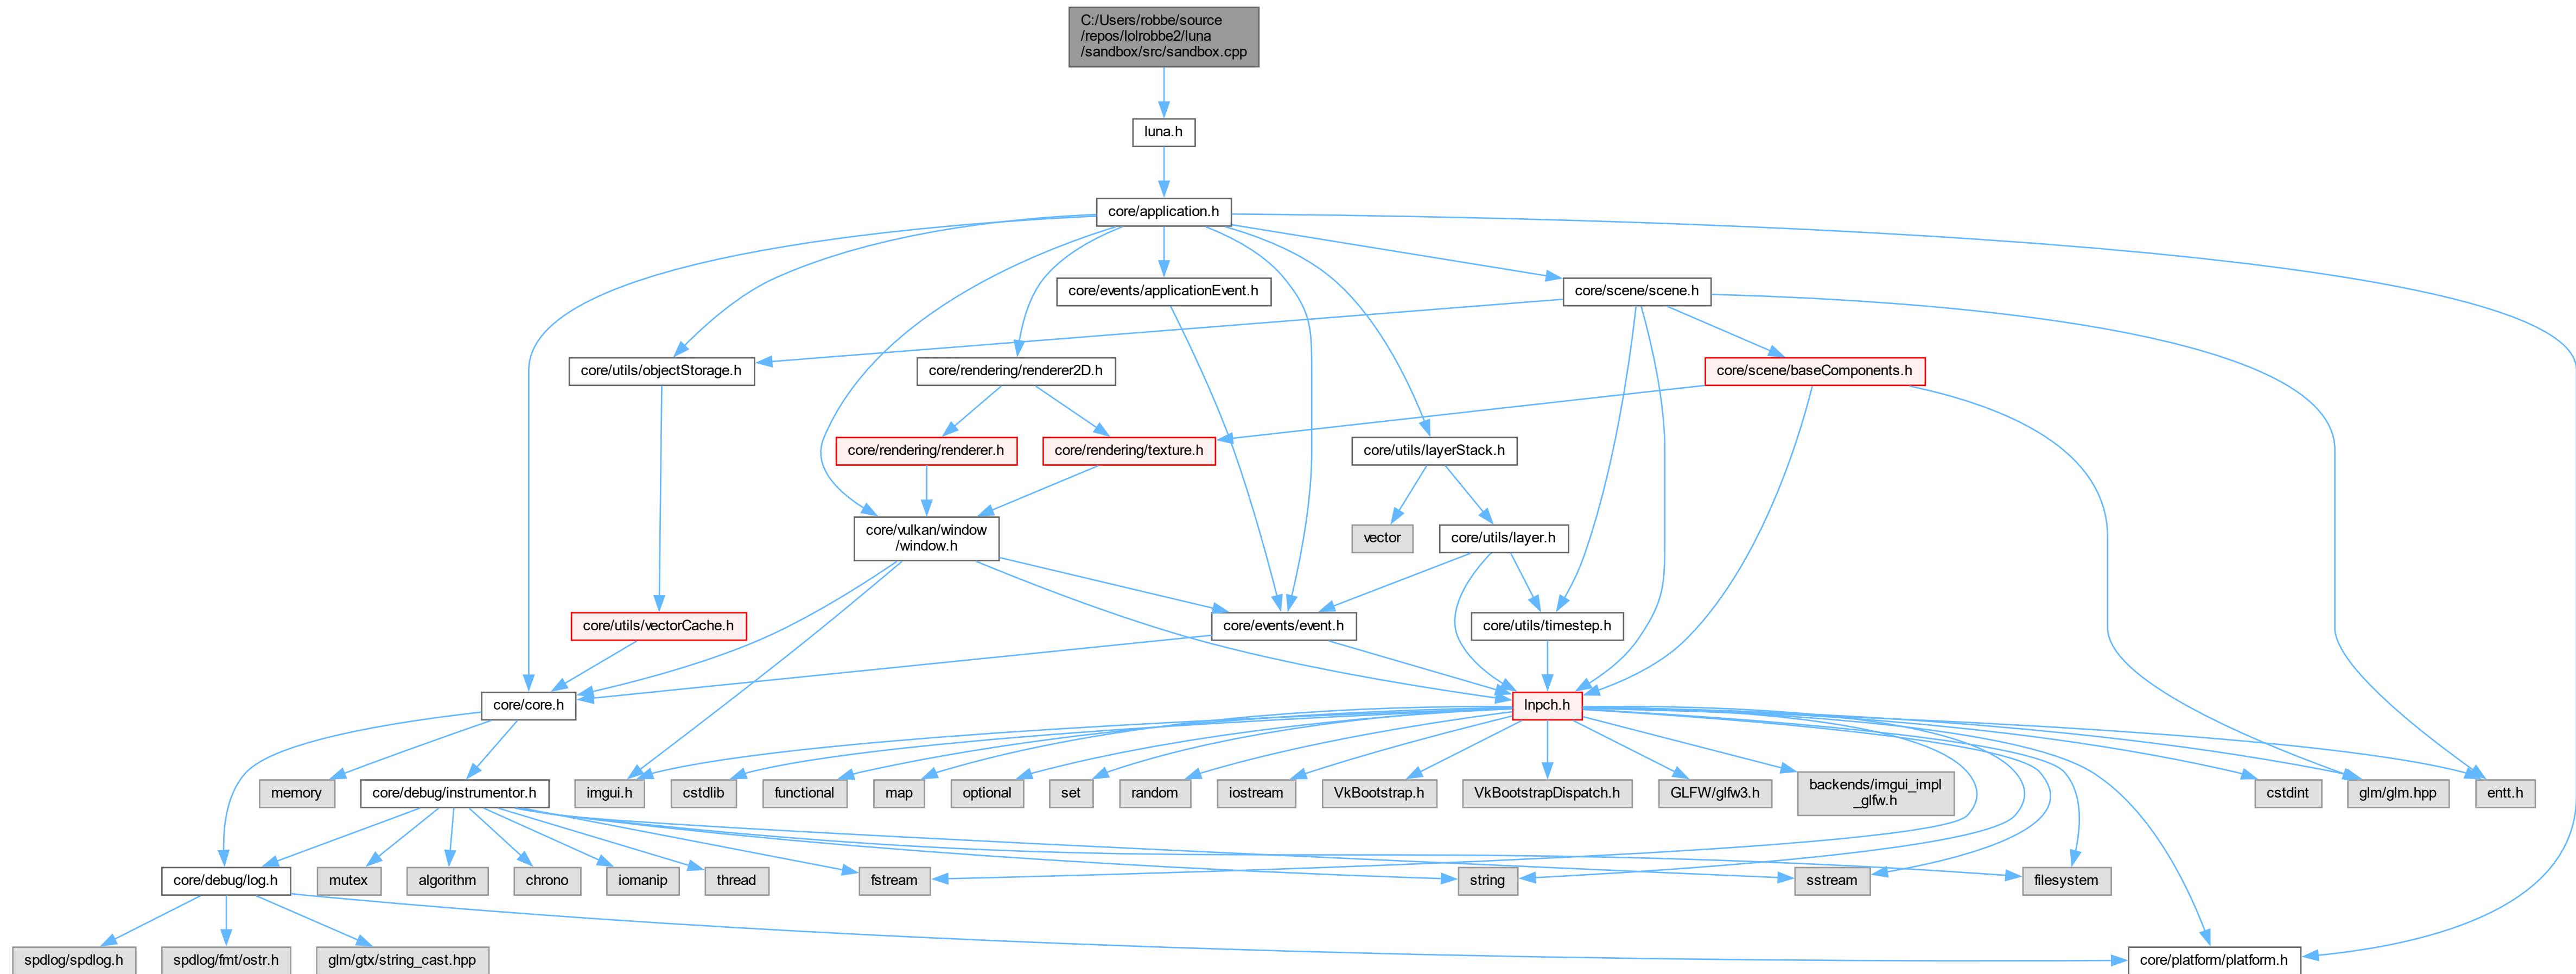 C:/Users/robbe/source
/repos/lolrobbe2/luna
/sandbox/src/sandbox.cpp
luna.h
core/application.h
core/events/applicationEvent.h
core/scene/scene.h
core/utils/objectStorage.h
core/rendering/renderer2D.h
core/scene/baseComponents.h
core/rendering/renderer.h
core/rendering/texture.h
core/utils/layerStack.h
core/vulkan/window
/window.h
vector
core/utils/layer.h
core/utils/vectorCache.h
core/events/event.h
core/utils/timestep.h
core/core.h
lnpch.h
memory
core/debug/instrumentor.h
imgui.h
cstdlib
functional
map
optional
set
random
iostream
VkBootstrap.h
VkBootstrapDispatch.h
GLFW/glfw3.h
backends/imgui_impl
_glfw.h
cstdint
glm/glm.hpp
entt.h
core/debug/log.h
mutex
algorithm
chrono
iomanip
thread
fstream
string
sstream
filesystem
spdlog/spdlog.h
spdlog/fmt/ostr.h
glm/gtx/string_cast.hpp
core/platform/platform.h